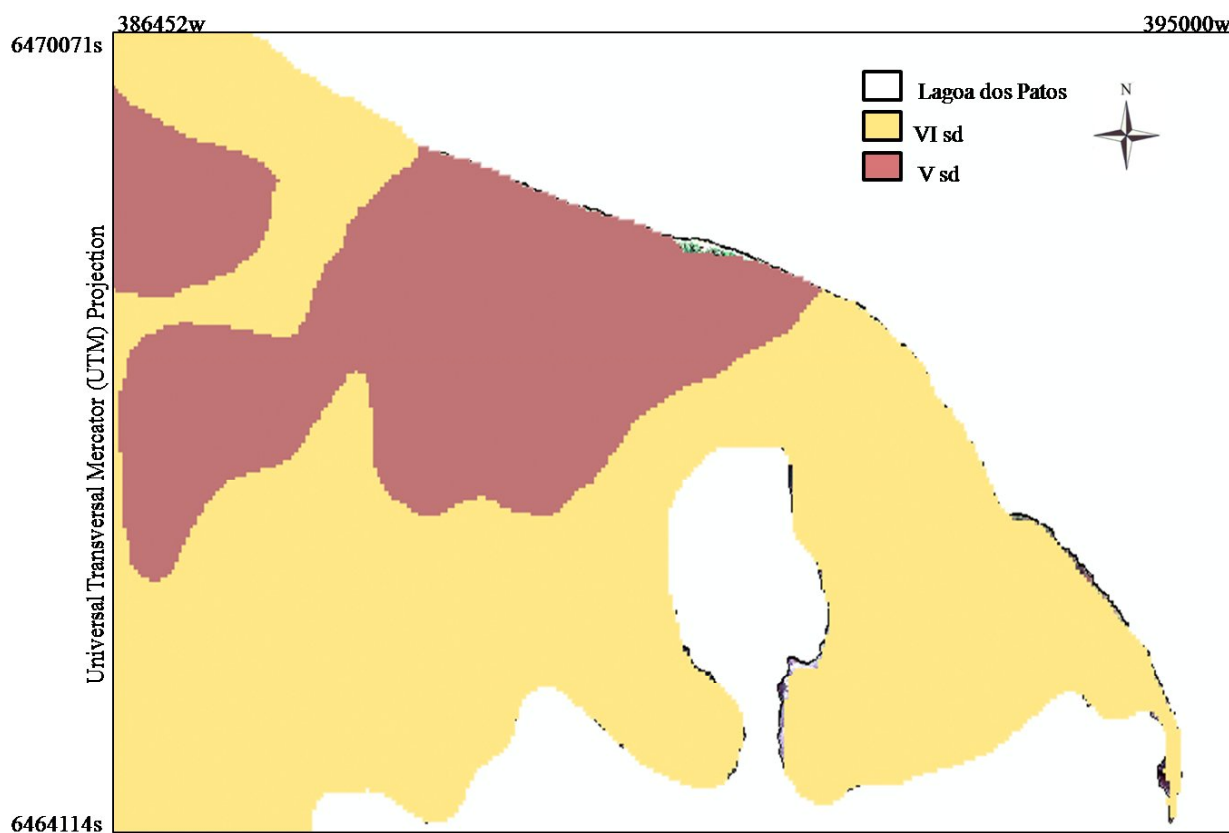 386452w
395000w
6470071s
N
Lagoa dos Patos
VI sd
V sd
Universal Transversal Mercator (UTM) Projection
6464114s